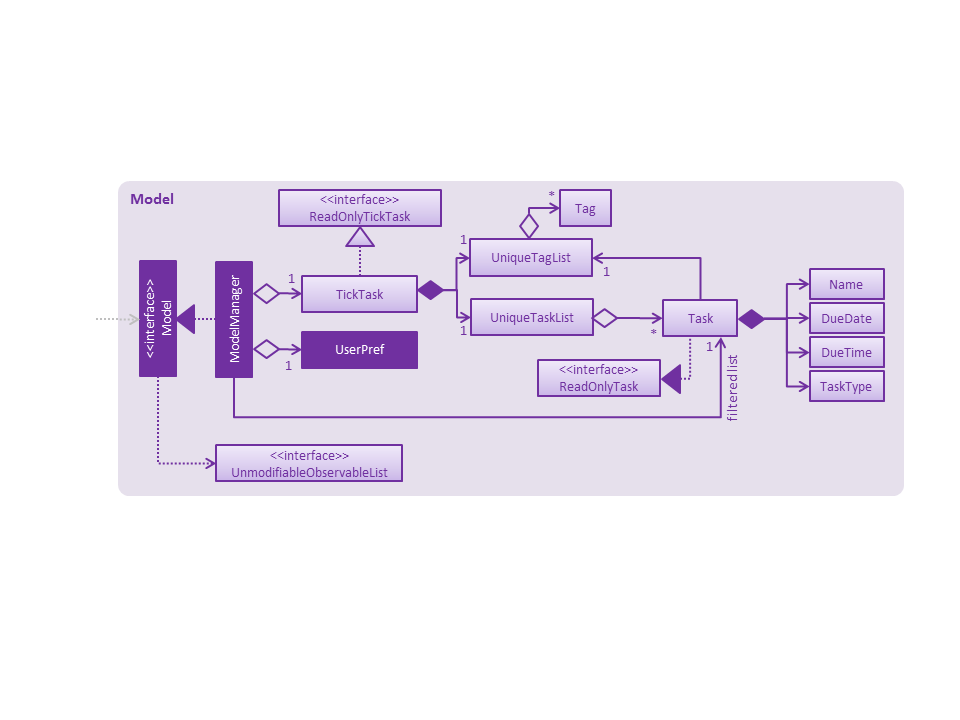 Model
<<interface>>
ReadOnlyTickTask
*
Tag
1
UniqueTagList
1
<<interface>>
Model
ModelManager
1
TickTask
1
UniqueTaskList
*
Task
1
Name
DueDate
DueTime
TaskType
1
UserPref
<<interface>>
ReadOnlyTask
filtered list
<<interface>>
UnmodifiableObservableList